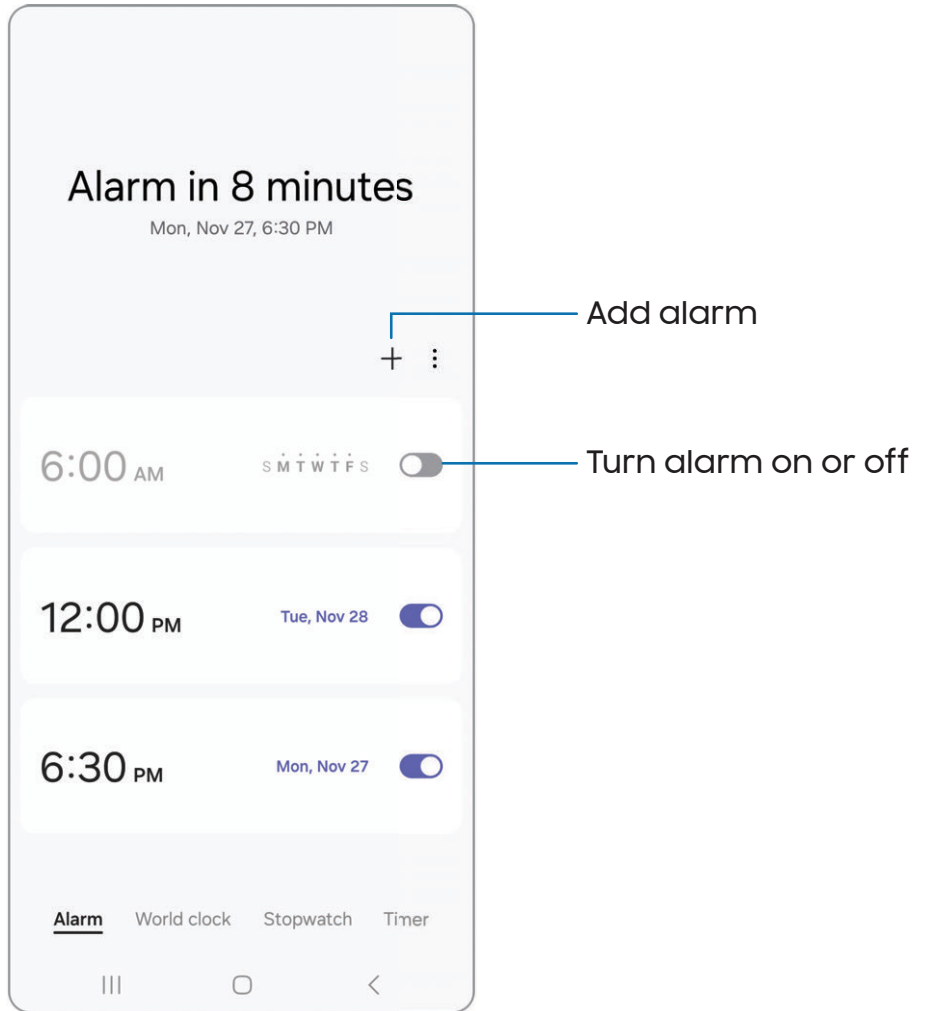 Alarm in 8 minutes
Mon, Nov 27, 6:30 PM
Add alarm
6:00 AM S M T W T F S
Turn alarm on or off
12:00 PM Tue, Nov 28
6:30 PM Mon, Nov 27
Alarm World clock Stopwatch Timer